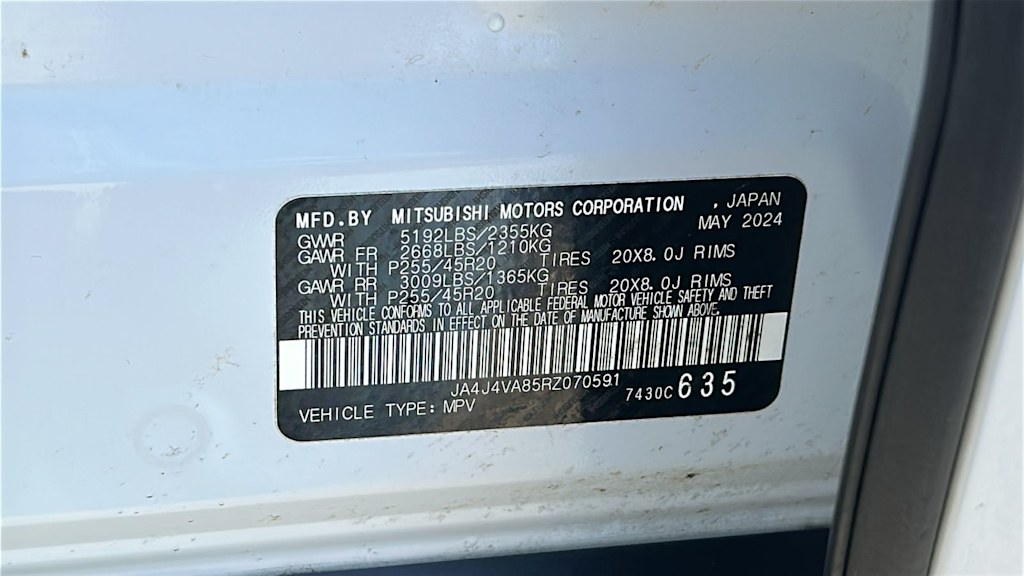 MFD.BY MITSUBISHI MOTORS CORPORATION , JAPAN
MAY 2024
GWWR 5192LBS/2355KG
GAWR FR 2668LBS/1210KG
WITH P255/45R20 TIRES 20X8.0J RIMS
GAWR RR 3009LBS/1365KG
WITH P255/45R20 TIRES 20X8.0J RIMS
THIS VEHICLE CONFORMS TO ALL APPLICABLE FEDERAL MOTOR VEHICLE SAFETY AND THEFT
PREVENTION STANDARDS IN EFFECT ON THE DATE OF MANUFACTURE SHOWN ABOVE.
JA4J4VA85RZ070591
7430C 635
VEHICLE TYPE: MPV